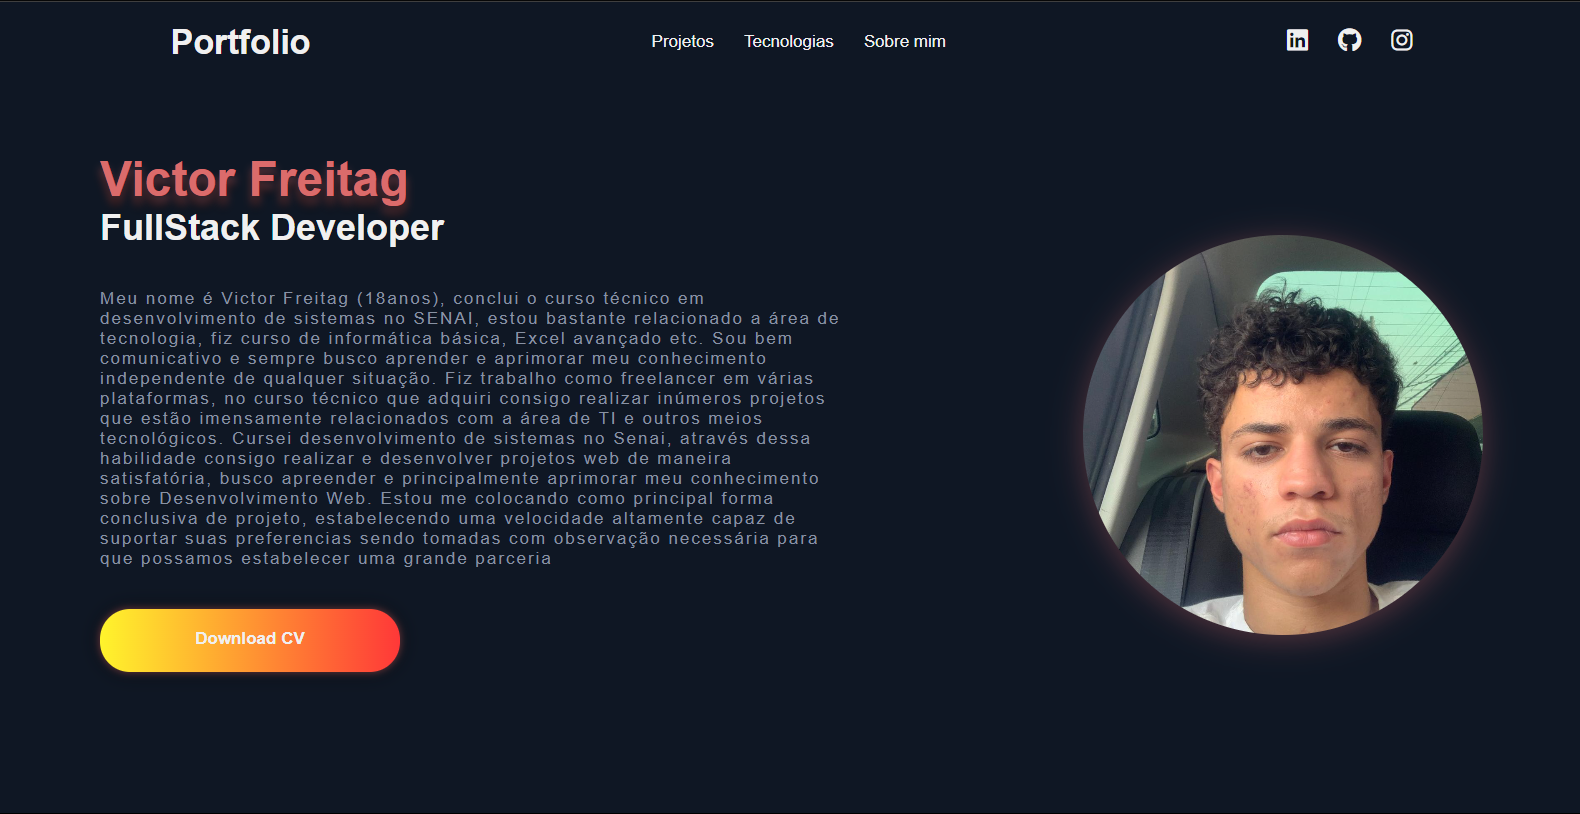 Portfolio
Projetos Tecnologias Sobre mim
in
Victor Freitag
FullStack Developer
Meu nome é Victor Freitag (18anos), conclui o curso técnico em
desenvolvimento de sistemas no SENAI, estou bastante relacionado a área de
tecnologia, fiz curso de informática básica, Excel avançado etc. Sou bem
comunicativo e sempre busco aprender e aprimorar meu conhecimento
independente de qualquer situação. Fiz trabalho como freelancer em várias
plataformas, no curso técnico que adquiri consigo realizar inúmeros projetos
que estão imensamente relacionados com a área de TI e outros meios
tecnológicos. Cursei desenvolvimento de sistemas no Senai, através dessa
habilidade consigo realizar e desenvolver projetos web de maneira
satisfatória, busco apreender e principalmente aprimorar meu conhecimento
sobre Desenvolvimento Web. Estou me colocando como principal forma
conclusiva de projeto, estabelecendo uma velocidade altamente capaz de
suportar suas preferencias sendo tomadas com observação necessária para
que possamos estabelecer uma grande parceria
Download CV